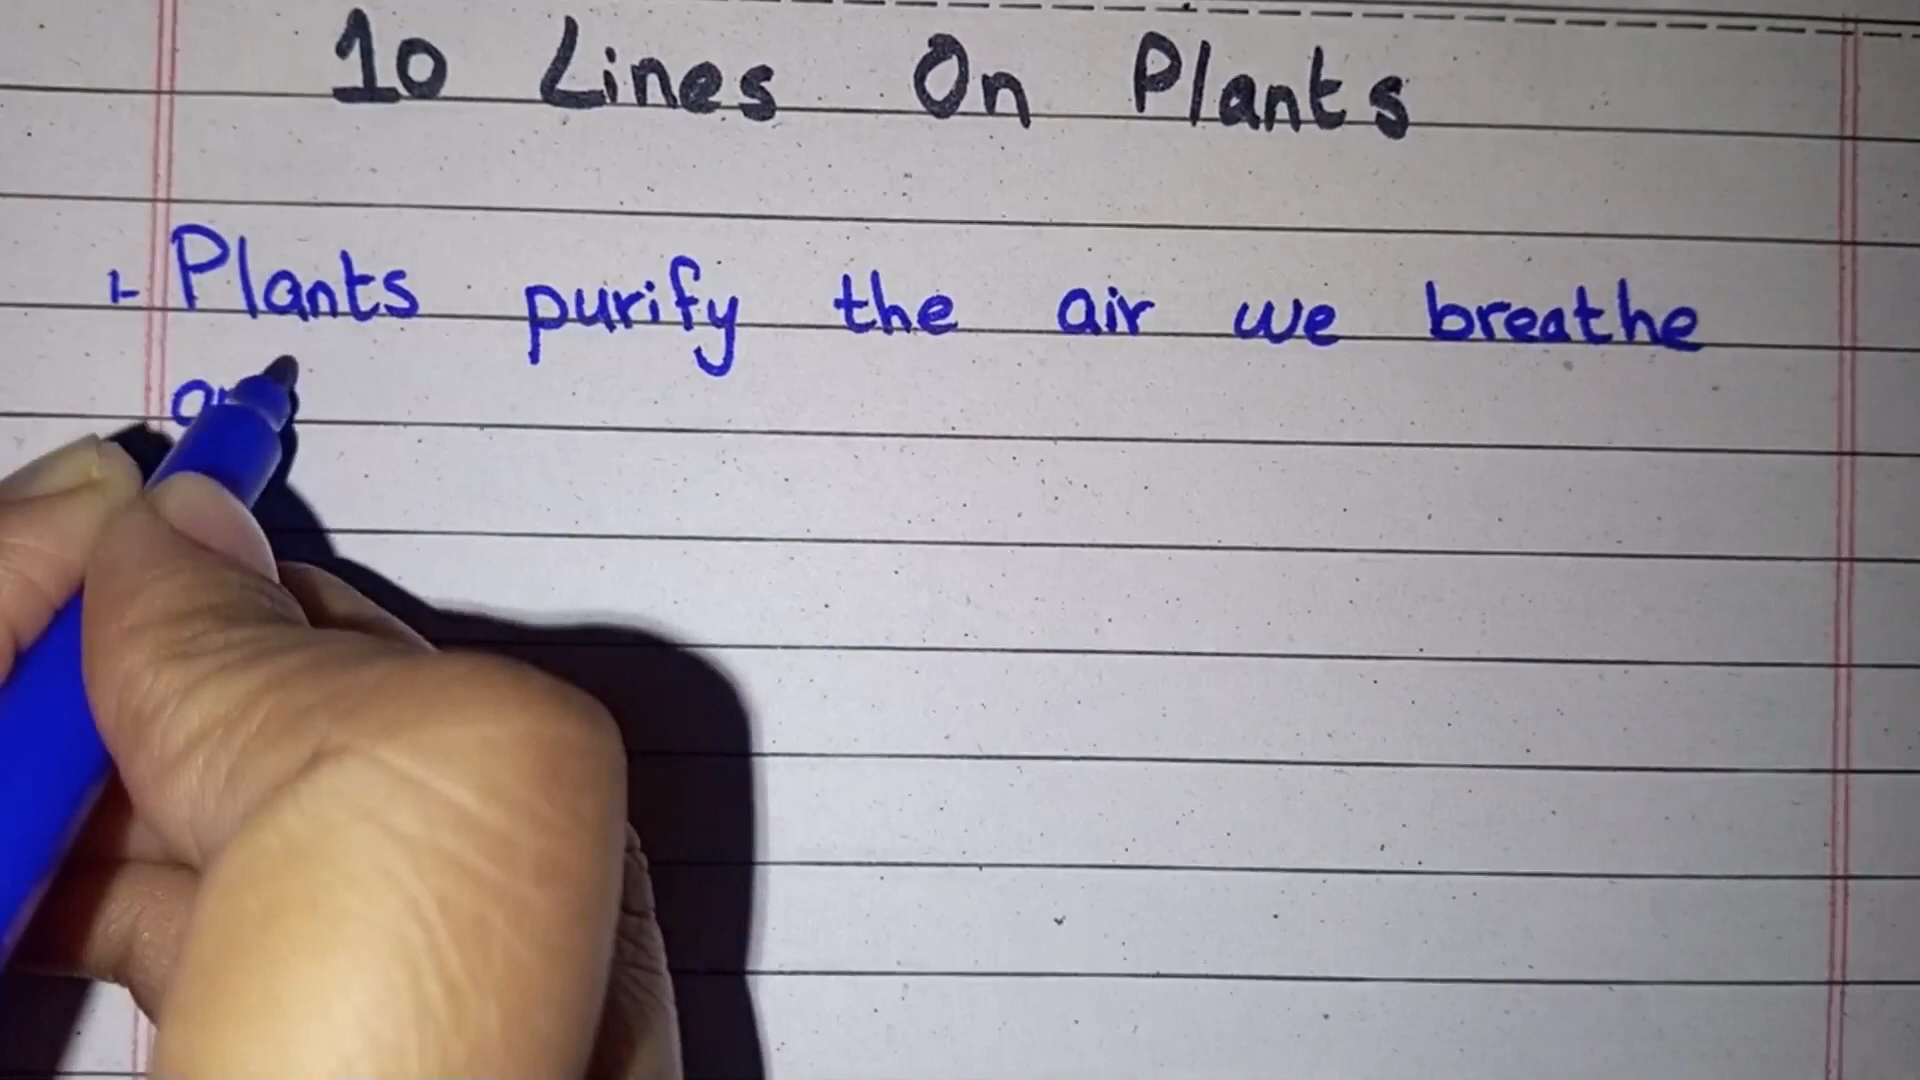 10 Lines On Plants
1- Plants purify the air we breathe